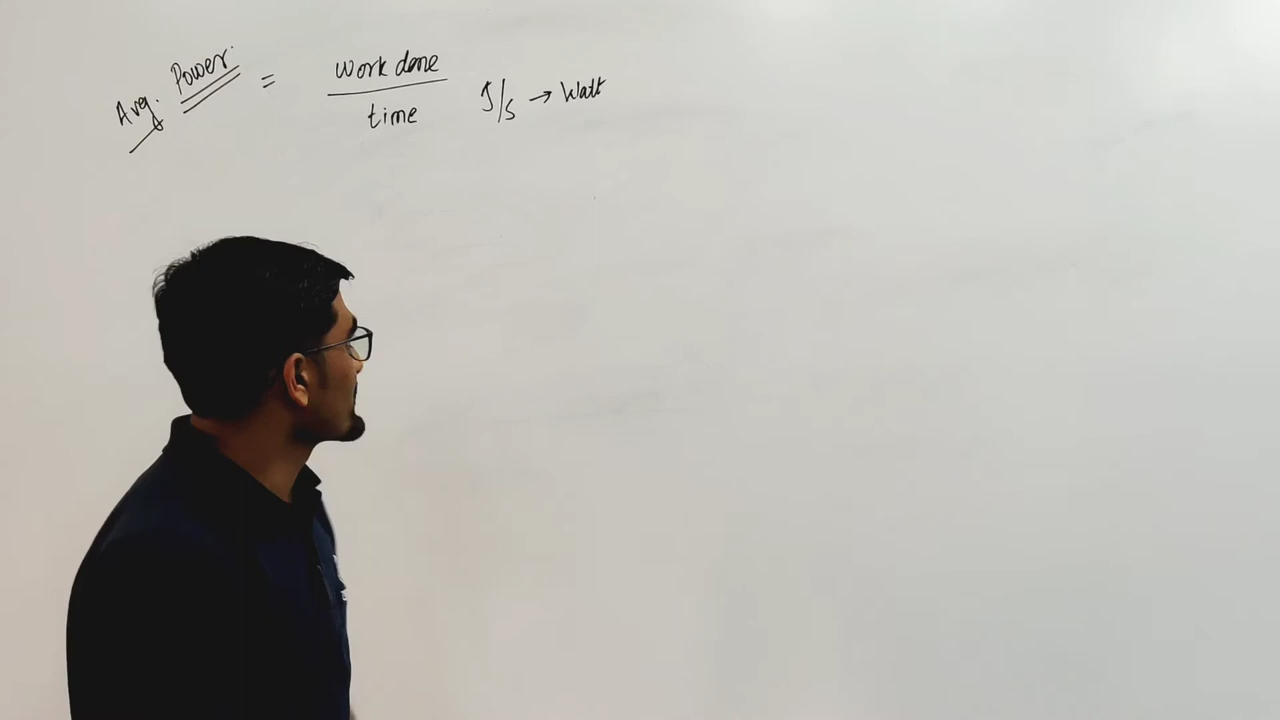 Avg. Power = work done / time J/s → Watt